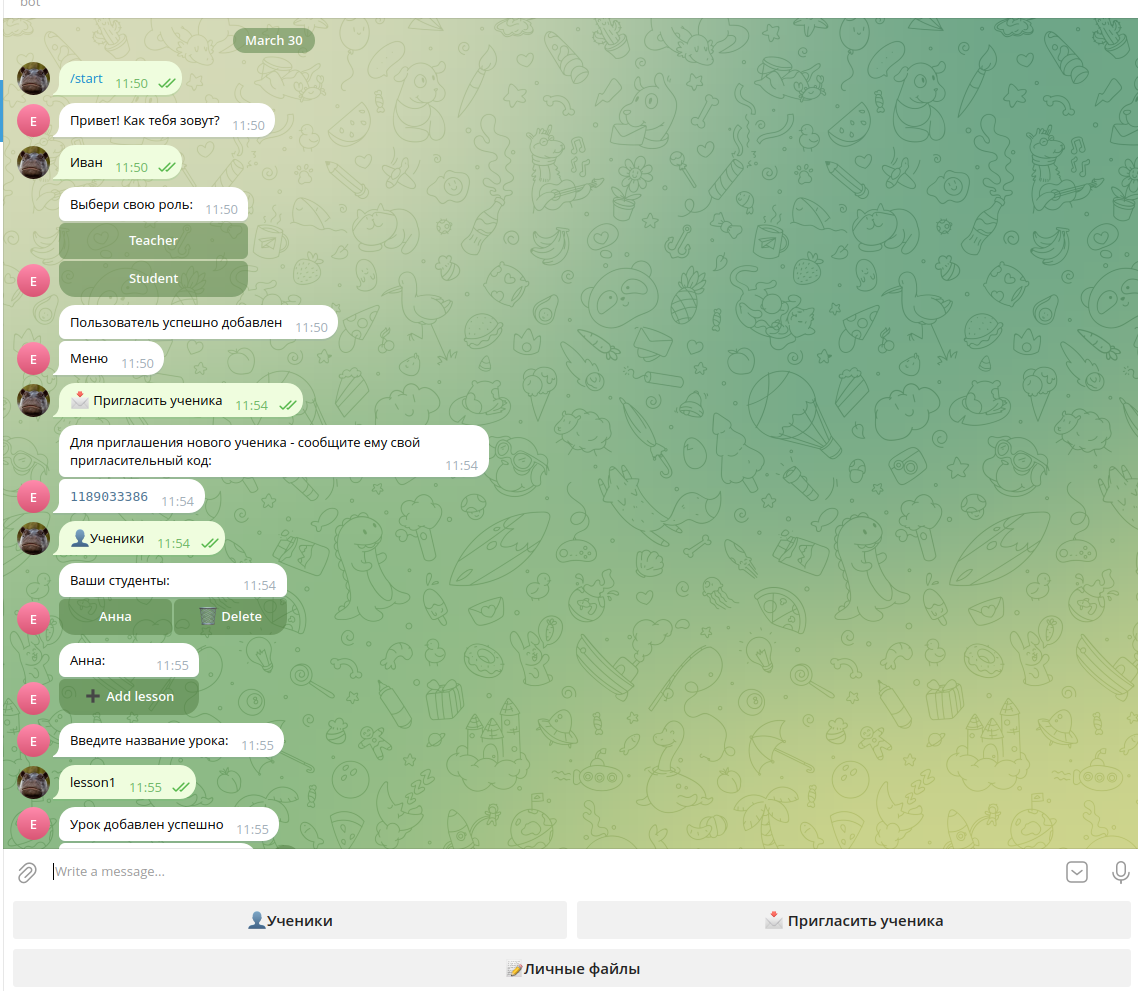 bot
March 30
/start 11:50
Привет! Как тебя зовут? 11:50
E
Иван 11:50
Выбери свою роль: 11:50
Teacher
Student
E
Пользователь успешно добавлен 11:50
Меню 11:50
E
Пригласить ученика 11:54
Для приглашения нового ученика - сообщите ему свой
пригласительный код: 11:54
1189033386 11:54
E
Ученики 11:54
Ваши студенты: 11:54
Анна
Delete
E
Анна: 11:55
Add lesson
E
Введите название урока: 11:55
E
lesson1 11:55
Урок добавлен успешно 11:55
E
Write a message...
Ученики
Пригласить ученика
Личные файлы